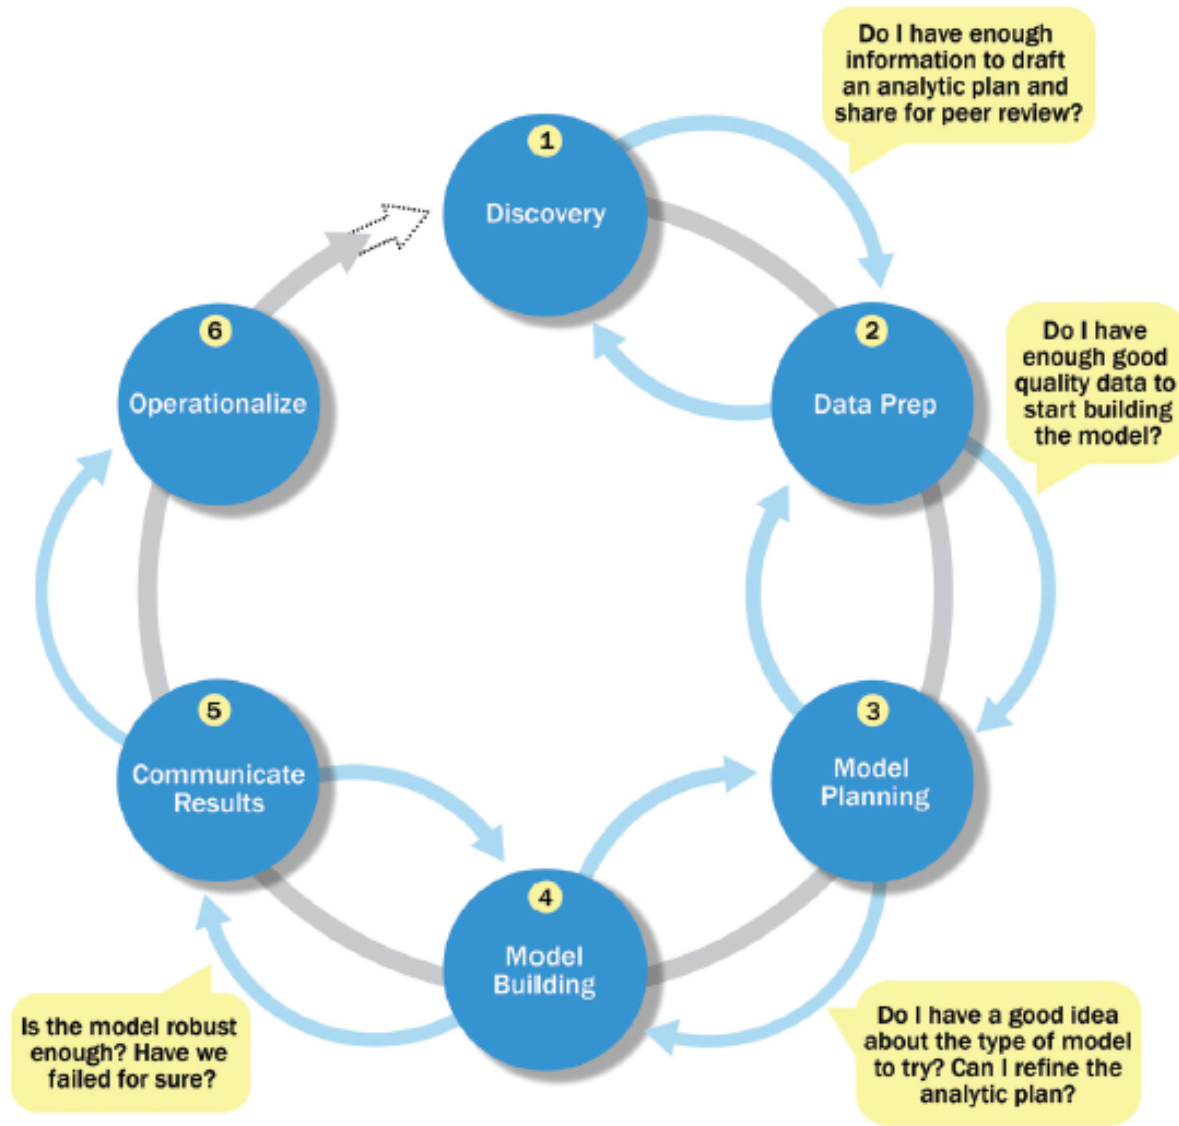 Do I have enough
information to draft
an analytic plan and
share for peer review?
1
Discovery
2
Data Prep
Do I have
enough good
quality data to
start building
the model?
3
Model
Planning
Do I have a good idea
about the type of model
to try? Can I refine the
analytic plan?
4
Model
Building
Is the model robust
enough? Have we
failed for sure?
5
Communicate
Results
6
Operationalize